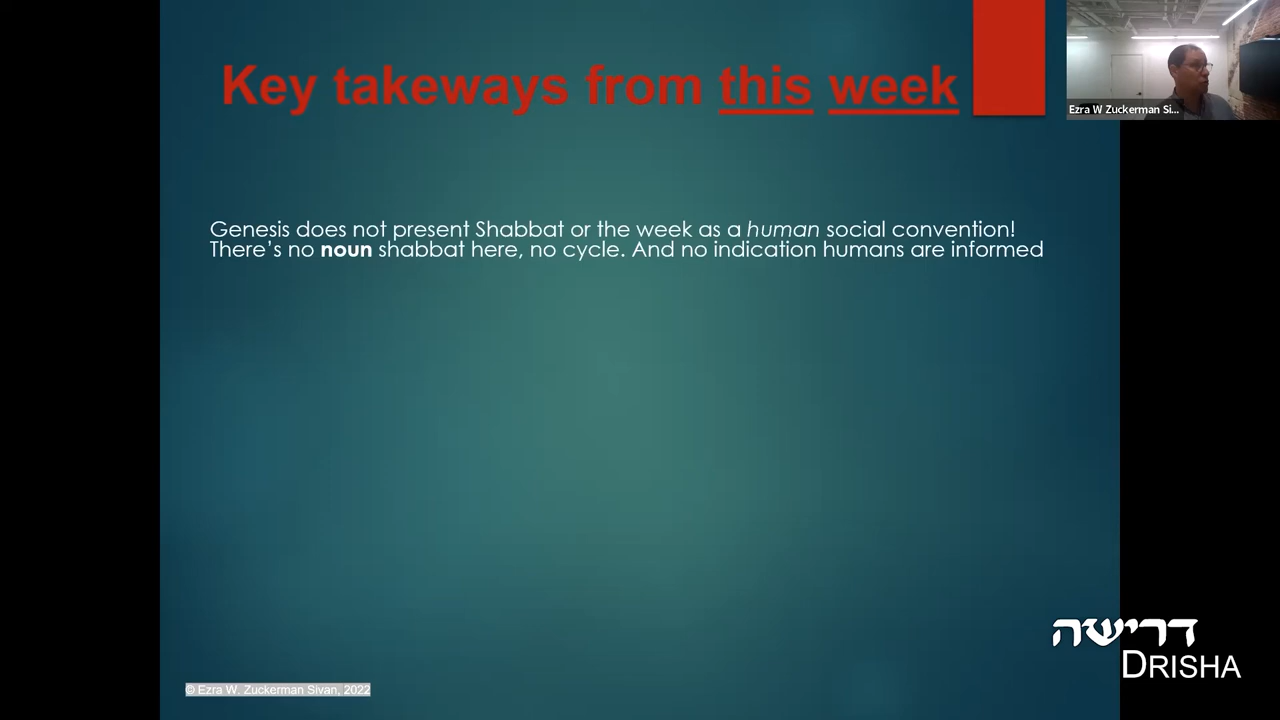 Key takeways from this week
Ezra W Zuckerman Si...
Genesis does not present Shabbat or the week as a human social convention!
There's no noun shabbat here, no cycle. And no indication humans are informed
דרישה
DRISHA
© Ezra W. Zuckerman Sivan, 2022